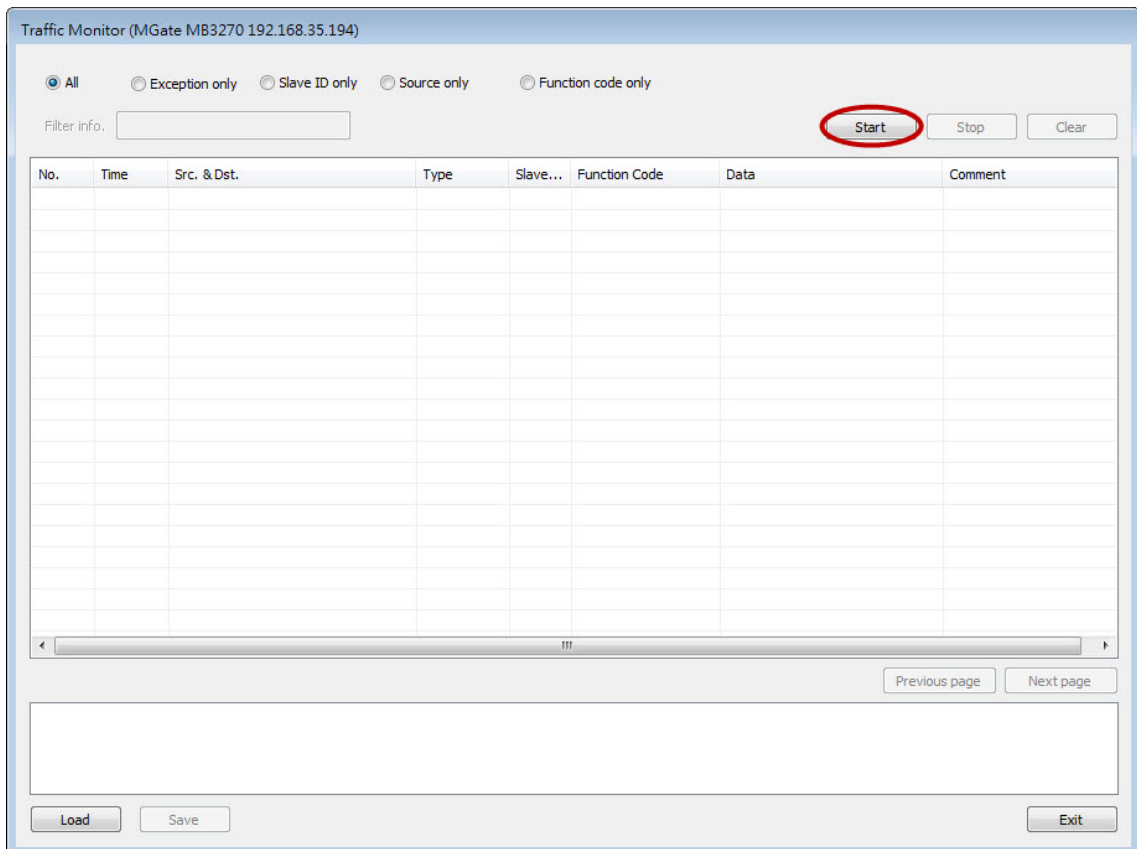 Traffic Monitor (MGate MB3270 192.168.35.194)
All Exception only Slave ID only Source only Function code only
Filter info. Start Stop Clear
No. Time Src. & Dst. Type Slave... Function Code Data Comment
Previous page Next page
Load Save Exit